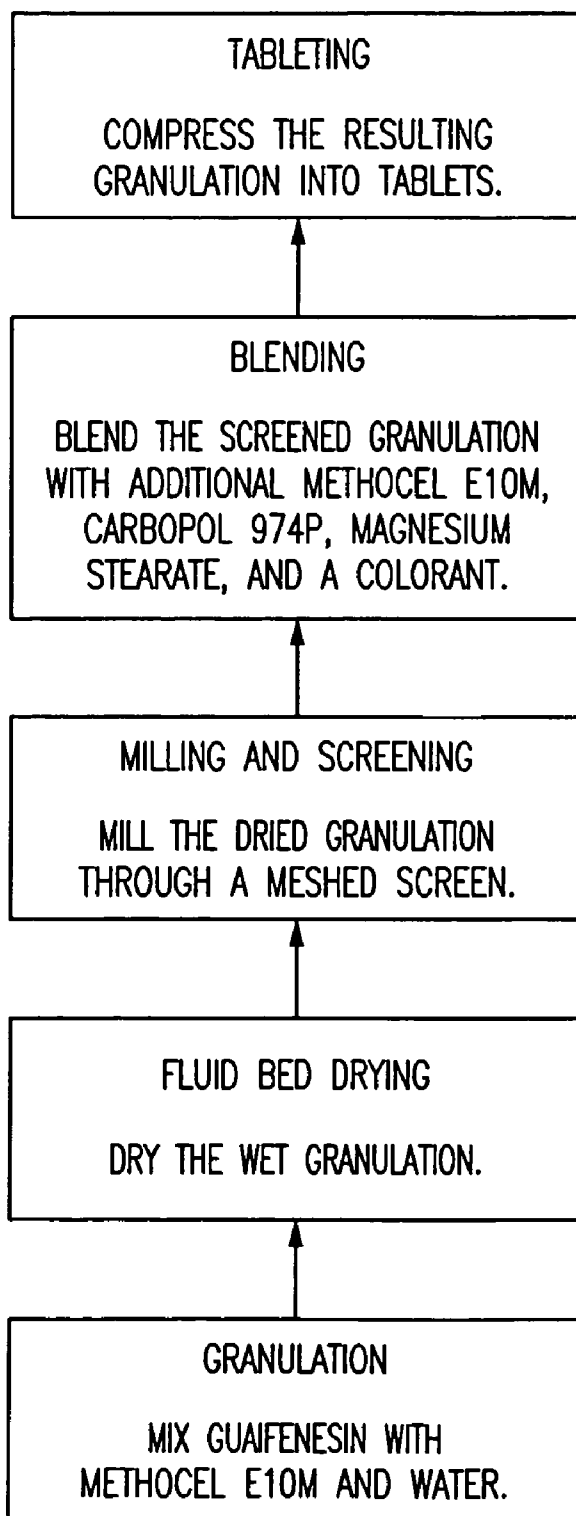 TABLETING
COMPRESS THE RESULTING
GRANULATION INTO TABLETS.
BLENDING
BLEND THE SCREENED GRANULATION
WITH ADDITIONAL METHOCEL E10M,
CARBOPOL 974P, MAGNESIUM
STEARATE, AND A COLORANT.
MILLING AND SCREENING
MILL THE DRIED GRANULATION
THROUGH A MESHED SCREEN.
FLUID BED DRYING
DRY THE WET GRANULATION.
GRANULATION
MIX GUAIFENESIN WITH
METHOCEL E10M AND WATER.